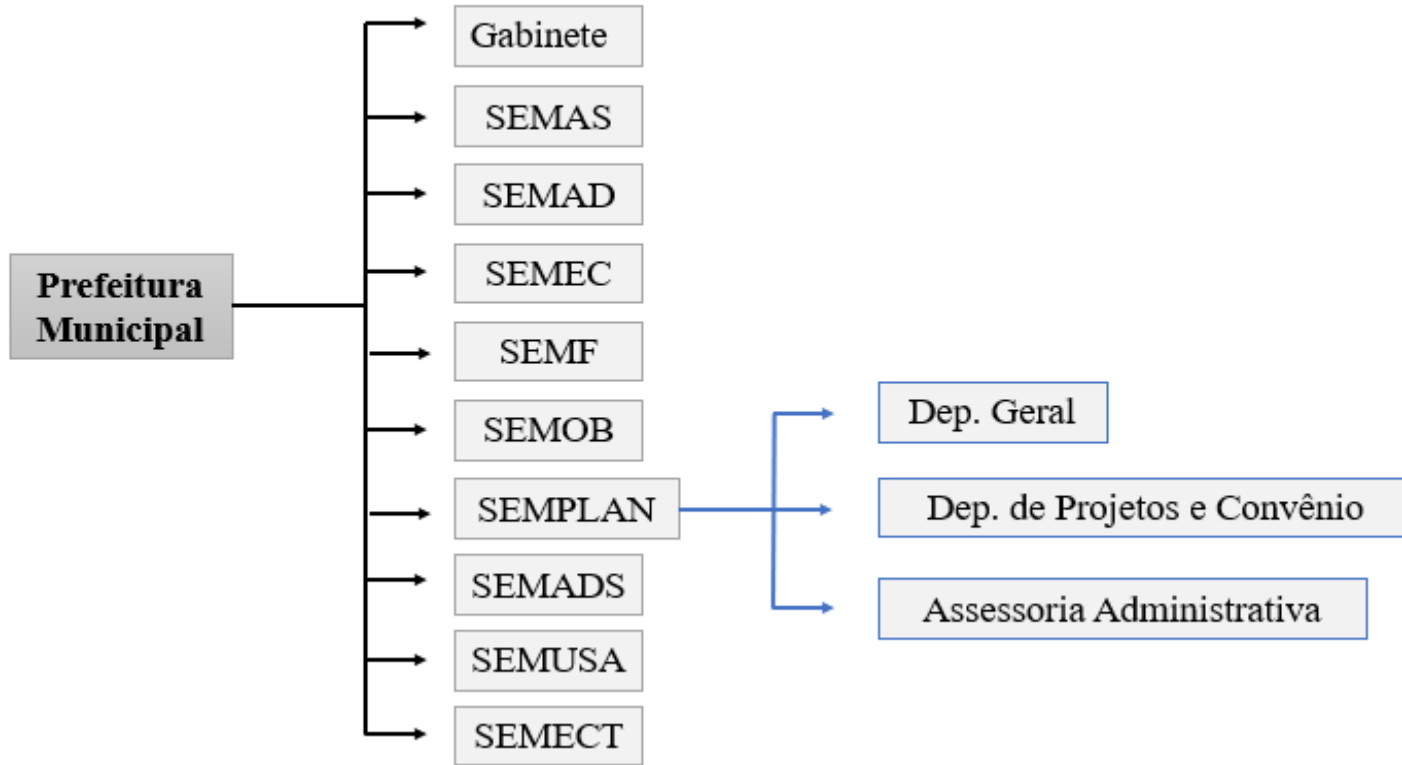 Gabinete
SEMAS
SEMAD
SEMEC
Prefeitura
Municipal
SEMF
SEMOB
SEMPLAN
SEMADS
SEMUSA
SEMECT
Dep. Geral
Dep. de Projetos e Convênio
Assessoria Administrativa